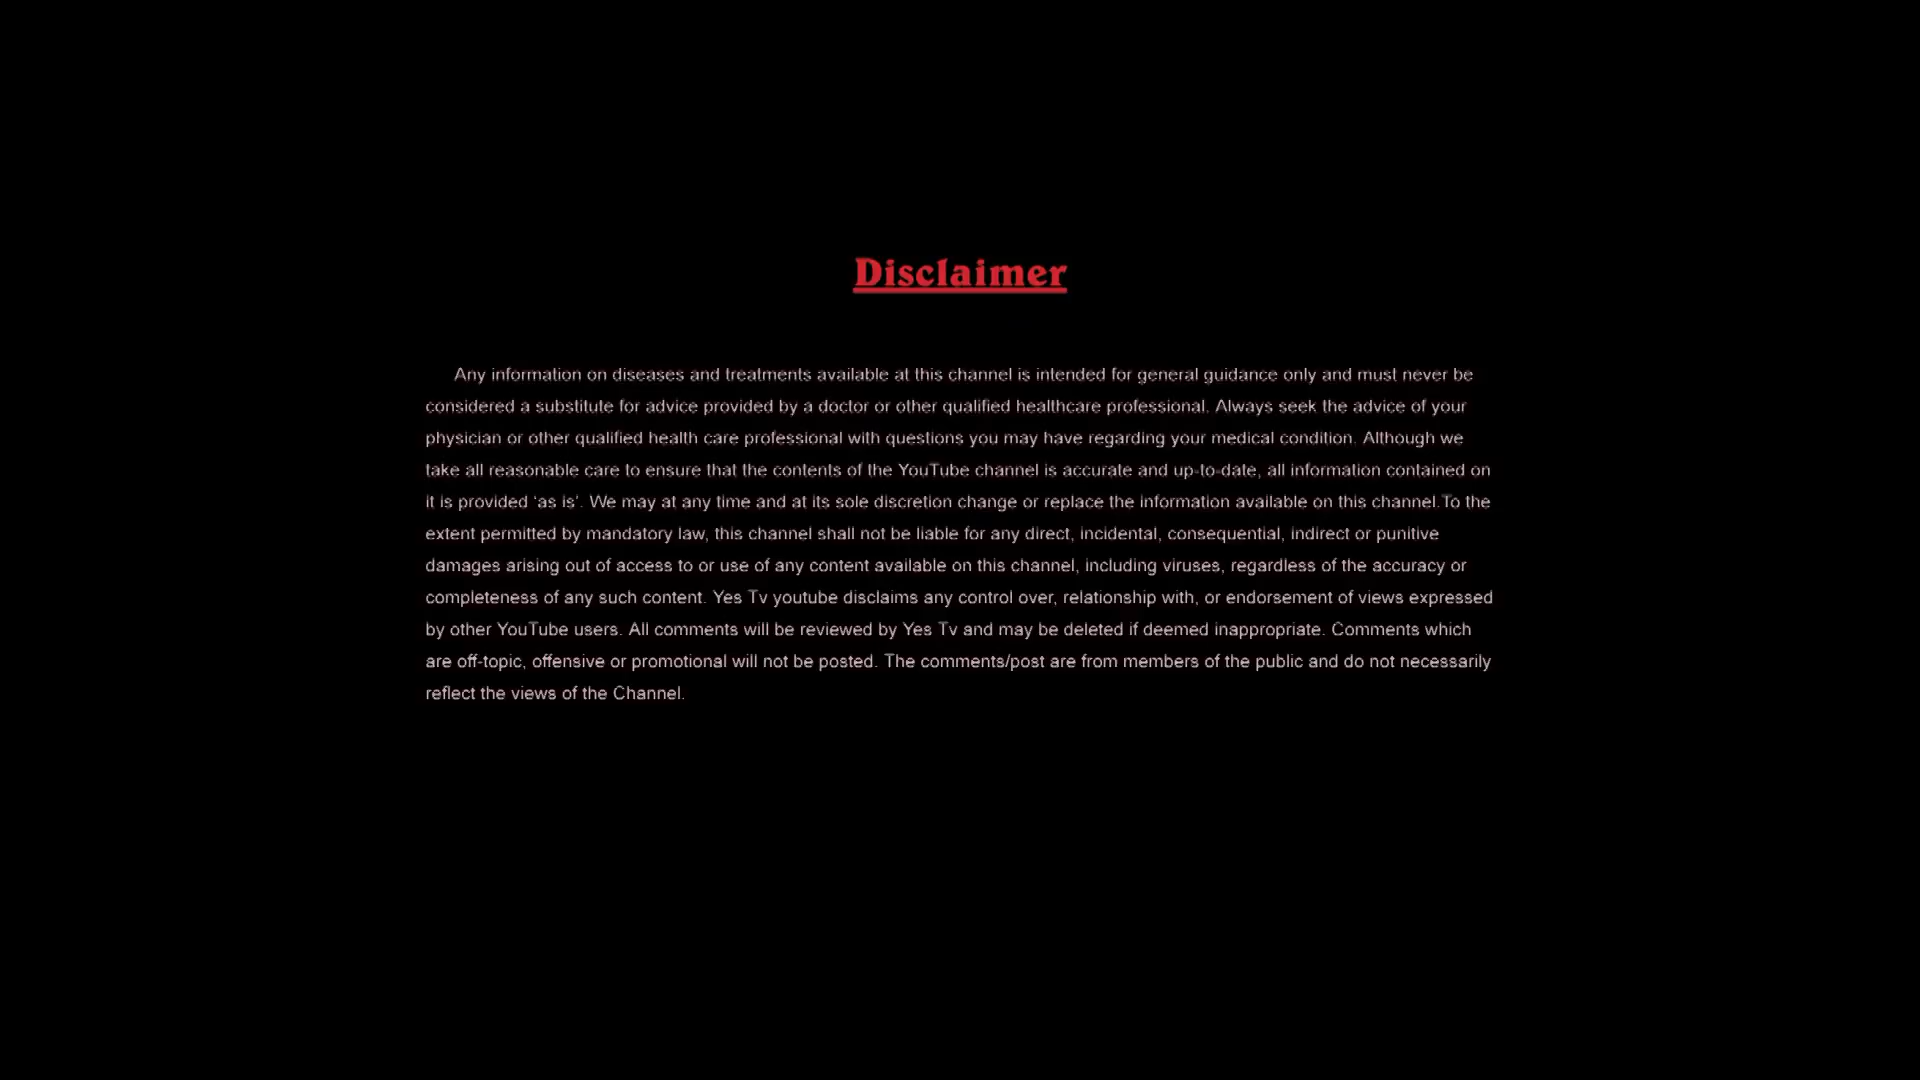 Disclaimer
Any information on diseases and treatments available at this channel is intended for general guidance only and must never be
considered a substitute for advice provided by a doctor or other qualified healthcare professional. Always seek the advice of your
physician or other qualified health care professional with questions you may have regarding your medical condition. Although we
take all reasonable care to ensure that the contents of the YouTube channel is accurate and up-to-date, all information contained on
it is provided ‘as is’. We may at any time and at its sole discretion change or replace the information available on this channel.To the
extent permitted by mandatory law, this channel shall not be liable for any direct, incidental, consequential, indirect or punitive
damages arising out of access to or use of any content available on this channel, including viruses, regardless of the accuracy or
completeness of any such content. Yes Tv youtube disclaims any control over, relationship with, or endorsement of views expressed
by other YouTube users. All comments will be reviewed by Yes Tv and may be deleted if deemed inappropriate. Comments which
are off-topic, offensive or promotional will not be posted. The comments/post are from members of the public and do not necessarily
reflect the views of the Channel.